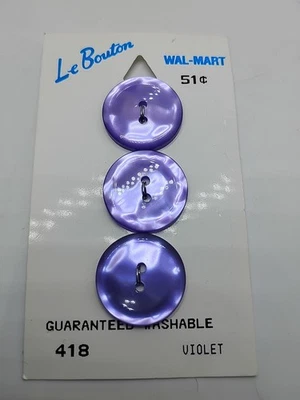 Le Bouton WAL-MART
51¢
GUARANTEED WASHABLE
418 VIOLET